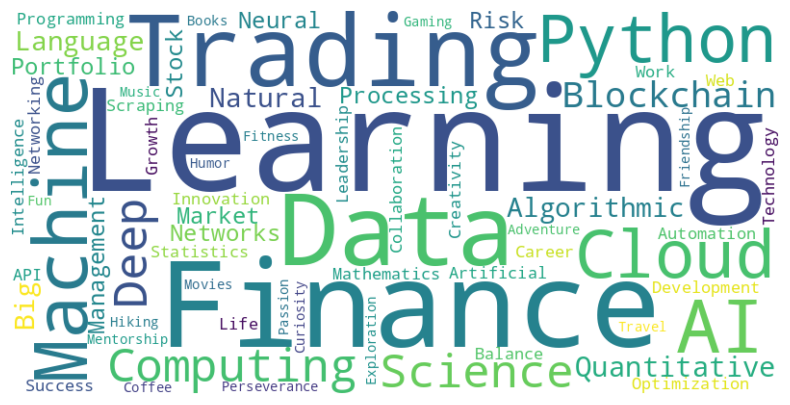 Programming
Books
Neural
Gaming
Risk
Trading
Python
Language
Portfolio
Stock
Work
Web
Music
Scraping
Natural
Processing
Blockchain
Networking
Machine
Learning
Growth
Fitness
Humor
Leadership
Collaboration
Creativity
Friendship
Technology
Intelligence
Fun
Innovation
Market
Networks
Statistics
Data
Algorithmic
Adventure
Career
Automation
Cloud
Deep
Management
API
Big
Movies
Finance
Mathematics
Artificial
Development
AI
Hiking
Mentorship
Life
Passion
Curiosity
Exploration
Travel
Computing
Science
Balance
Quantitative
Optimization
Success
Coffee
Perseverance